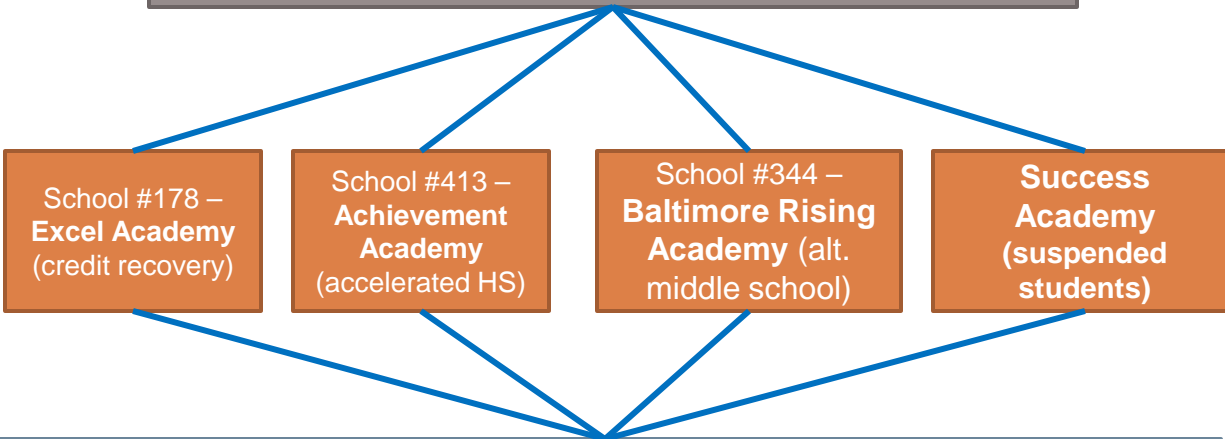 School #178 –
Excel Academy
(credit recovery)
School #413 –
Achievement
Academy
(accelerated HS)
School #344 –
Baltimore Rising
Academy (alt.
middle school)
Success
Academy
(suspended
students)